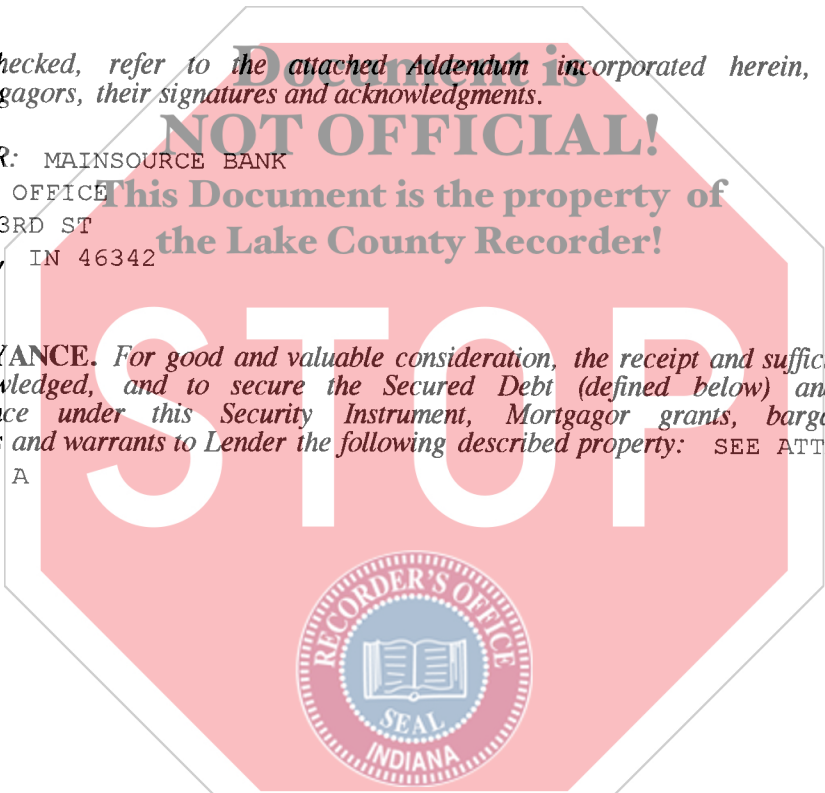 Document is
hecked, refer to the attached Addendum incorporated herein,
gagors, their signatures and acknowledgments.
NOT OFFICIAL!
R: MAINSOURCE BANK
OFFICE
This Document is the property of
3RD ST
the Lake County Recorder!
, IN 46342
STOP
YANCE. For good and valuable consideration, the receipt and suffic
wledged, and to secure the Secured Debt (defined below) an
ce under this Security Instrument, Mortgagor grants, barg
s and warrants to Lender the following described property: SEE ATT
A
RECORDER'S OFFICE
SEAL
INDIANA